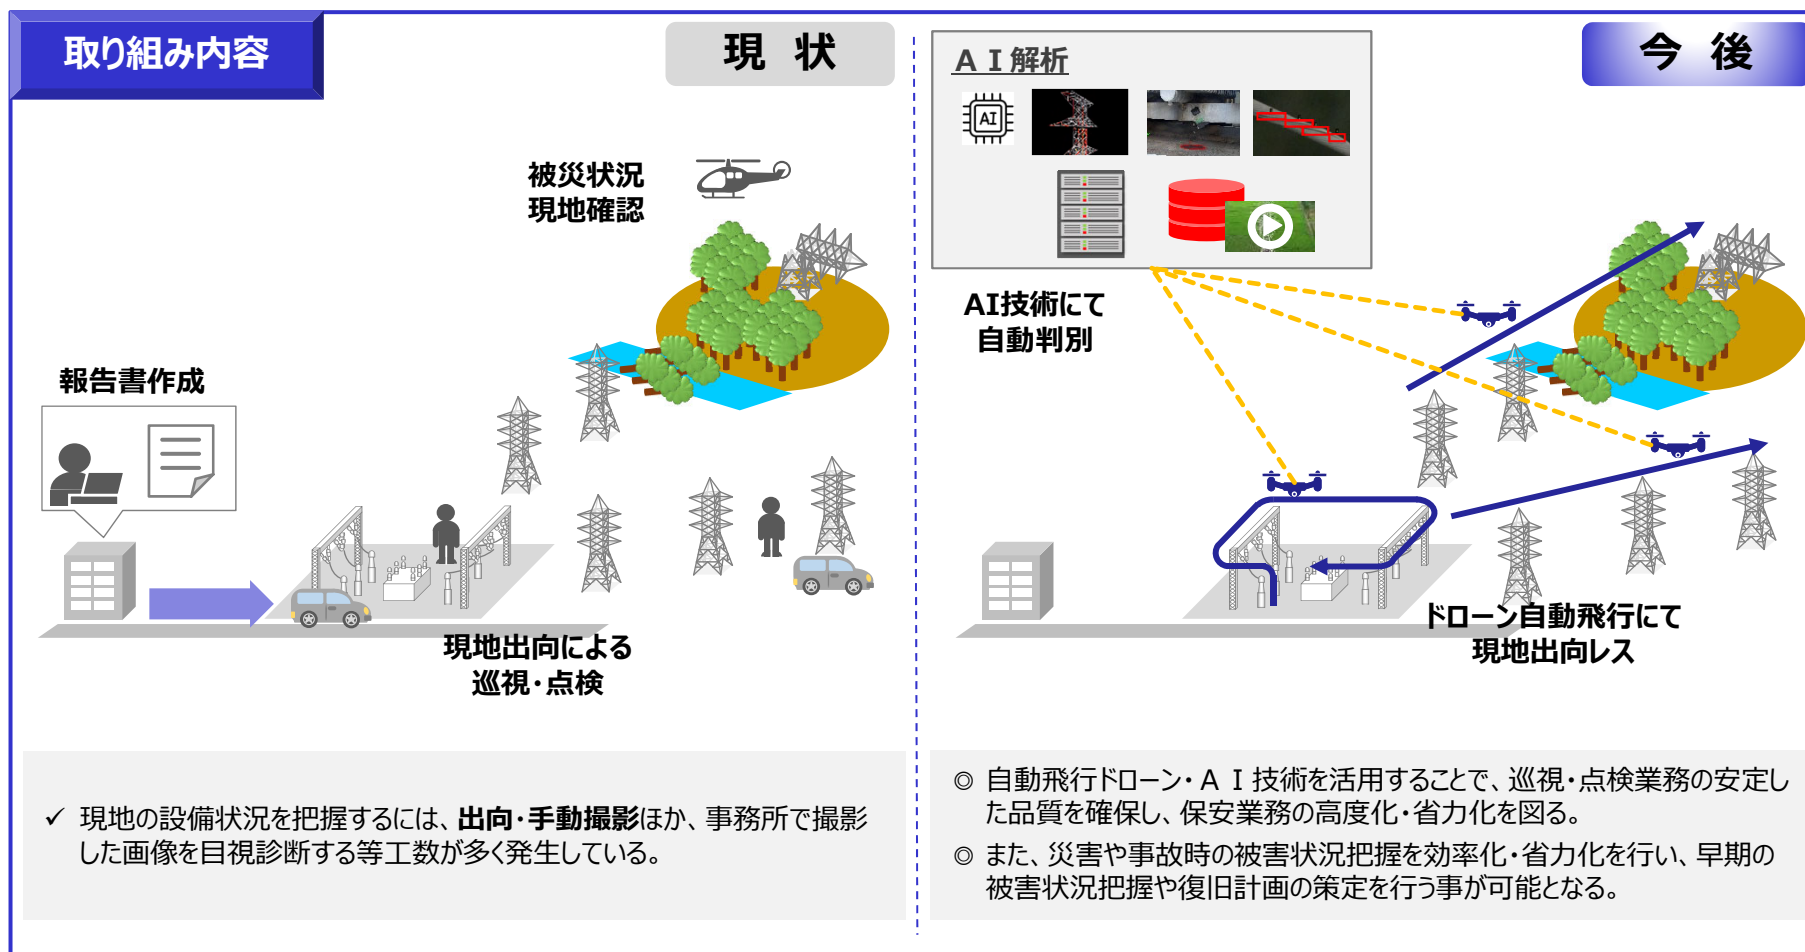 取り組み内容
現 状
被災状況
現地確認
報告書作成
現地出向による
巡視・点検
✓ 現地の設備状況を把握するには、出向・手動撮影ほか、事務所で撮影
した画像を目視診断する等工数が多く発生している。
今 後
ＡＩ解析
AI
AI技術にて
自動判別
ドローン自動飛行にて
現地出向レス
◎ 自動飛行ドローン・ＡＩ技術を活用することで、巡視・点検業務の安定し
た品質を確保し、保安業務の高度化・省力化を図る。
◎ また、災害や事故時の被害状況把握を効率化・省力化を行い、早期の
被害状況把握や復旧計画の策定を行う事が可能となる。